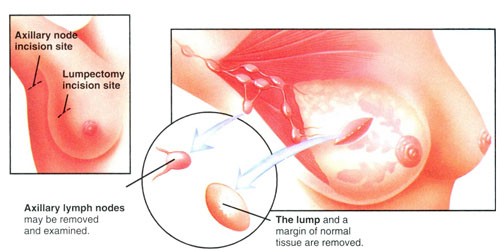 Axillary node
incision site
Lumpectomy
incision site
Axillary lymph nodes
may be removed
and examined.
The lump and a
margin of normal
tissue are removed.